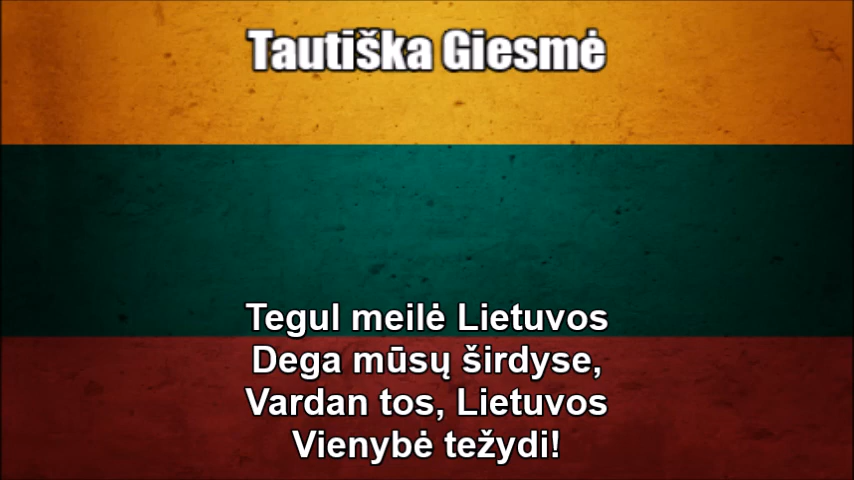 Tautiška Giesmė
Tegul meilė Lietuvos
Dega mūsų širdyse,
Vardan tos, Lietuvos
Vienybė težydi!